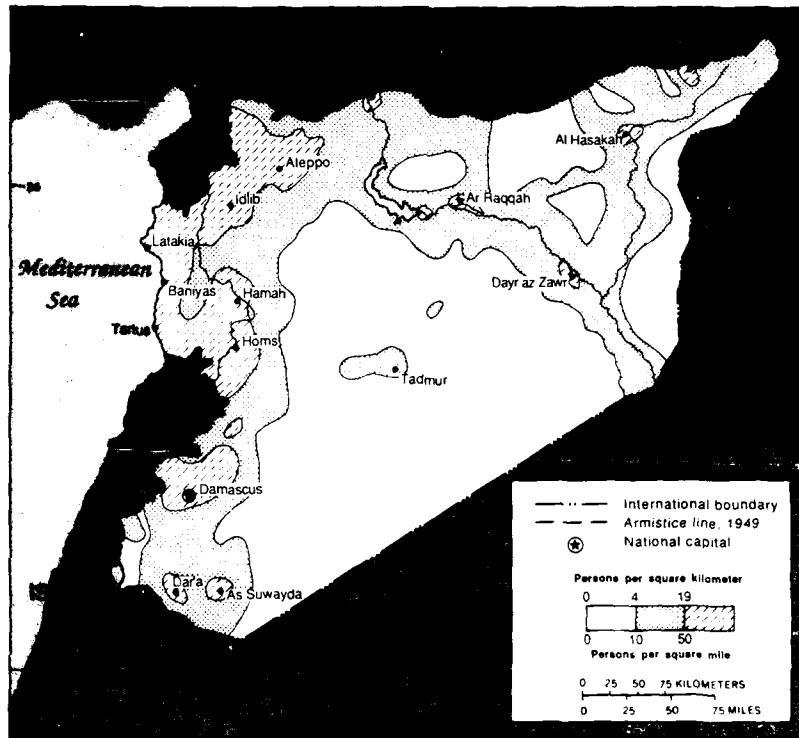 Aleppo
Al Hasakah
Idlib
Ar Raqqah
Latakia
Mediterranean
Sea
Baniyas
Hamah
Dayr az Zawr
Tartus
Homs
Tadmur
Damascus
Dara
As Suwayda
International boundary
Armistice line, 1949
National capital
Persons per square kilometer
0 4 19
0 10 50
Persons per square mile
0 25 50 75 KILOMETERS
0 25 50 75 MILES